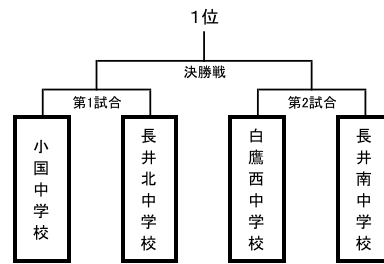 1位
決勝戦
第1試合
第2試合
小国中学校
長井北中学校
白鷹西中学校
長井南中学校